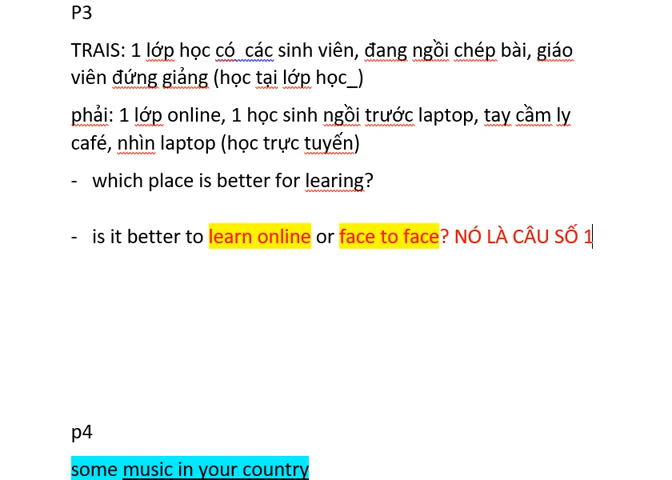 P3
TRAIS: 1 lớp học có các sinh viên, đang ngồi chép bài, giáo
viên đứng giảng (học tại lớp học_)
phải: 1 lớp online, 1 học sinh ngồi trước laptop, tay cầm ly
café, nhìn laptop (học trực tuyến)
- which place is better for learing?
- is it better to learn online or face to face? NÓ LÀ CÂU SỐ 1
p4
some music in your country